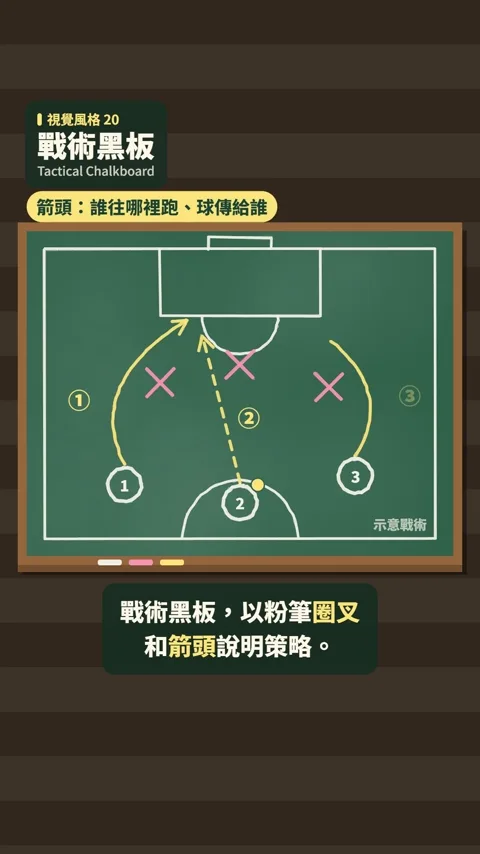 視覺風格 20
戰術黑板
Tactical Chalkboard
箭頭：誰往哪裡跑、球傳給誰
①
②
③
1
2
3
示意戰術
戰術黑板，以粉筆圈叉
和箭頭說明策略。